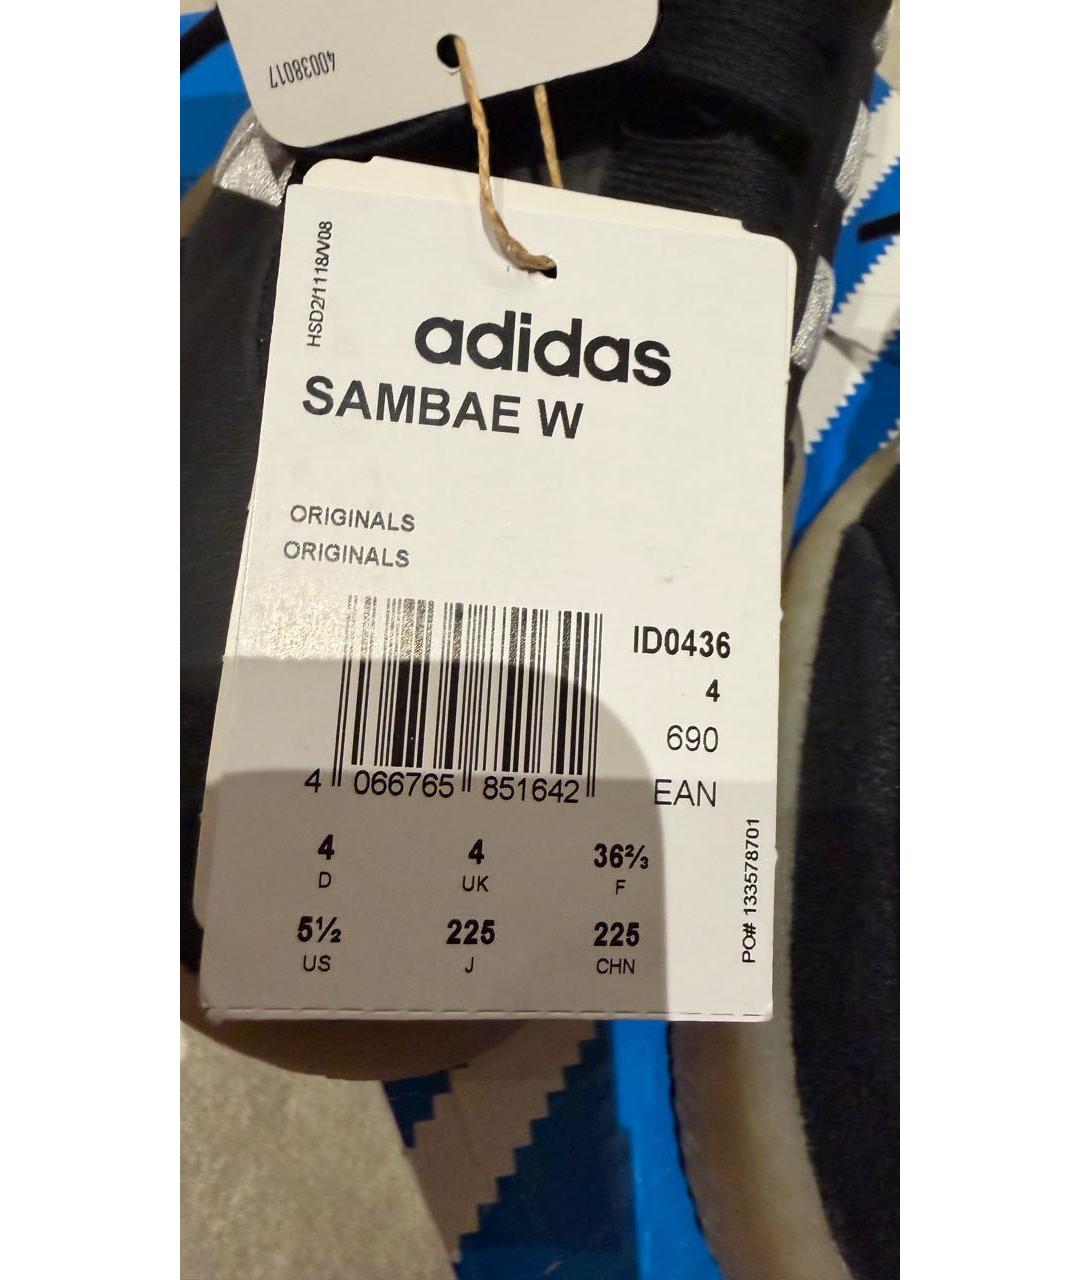 40038017
HSD2/1118/V08
adidas
SAMBAE W
ORIGINALS
ORIGINALS
ID0436
4
690
EAN
4 066765 851642
4 4 36⅔
D UK F
5½ 225 225
US J CHN
PO# 133578701